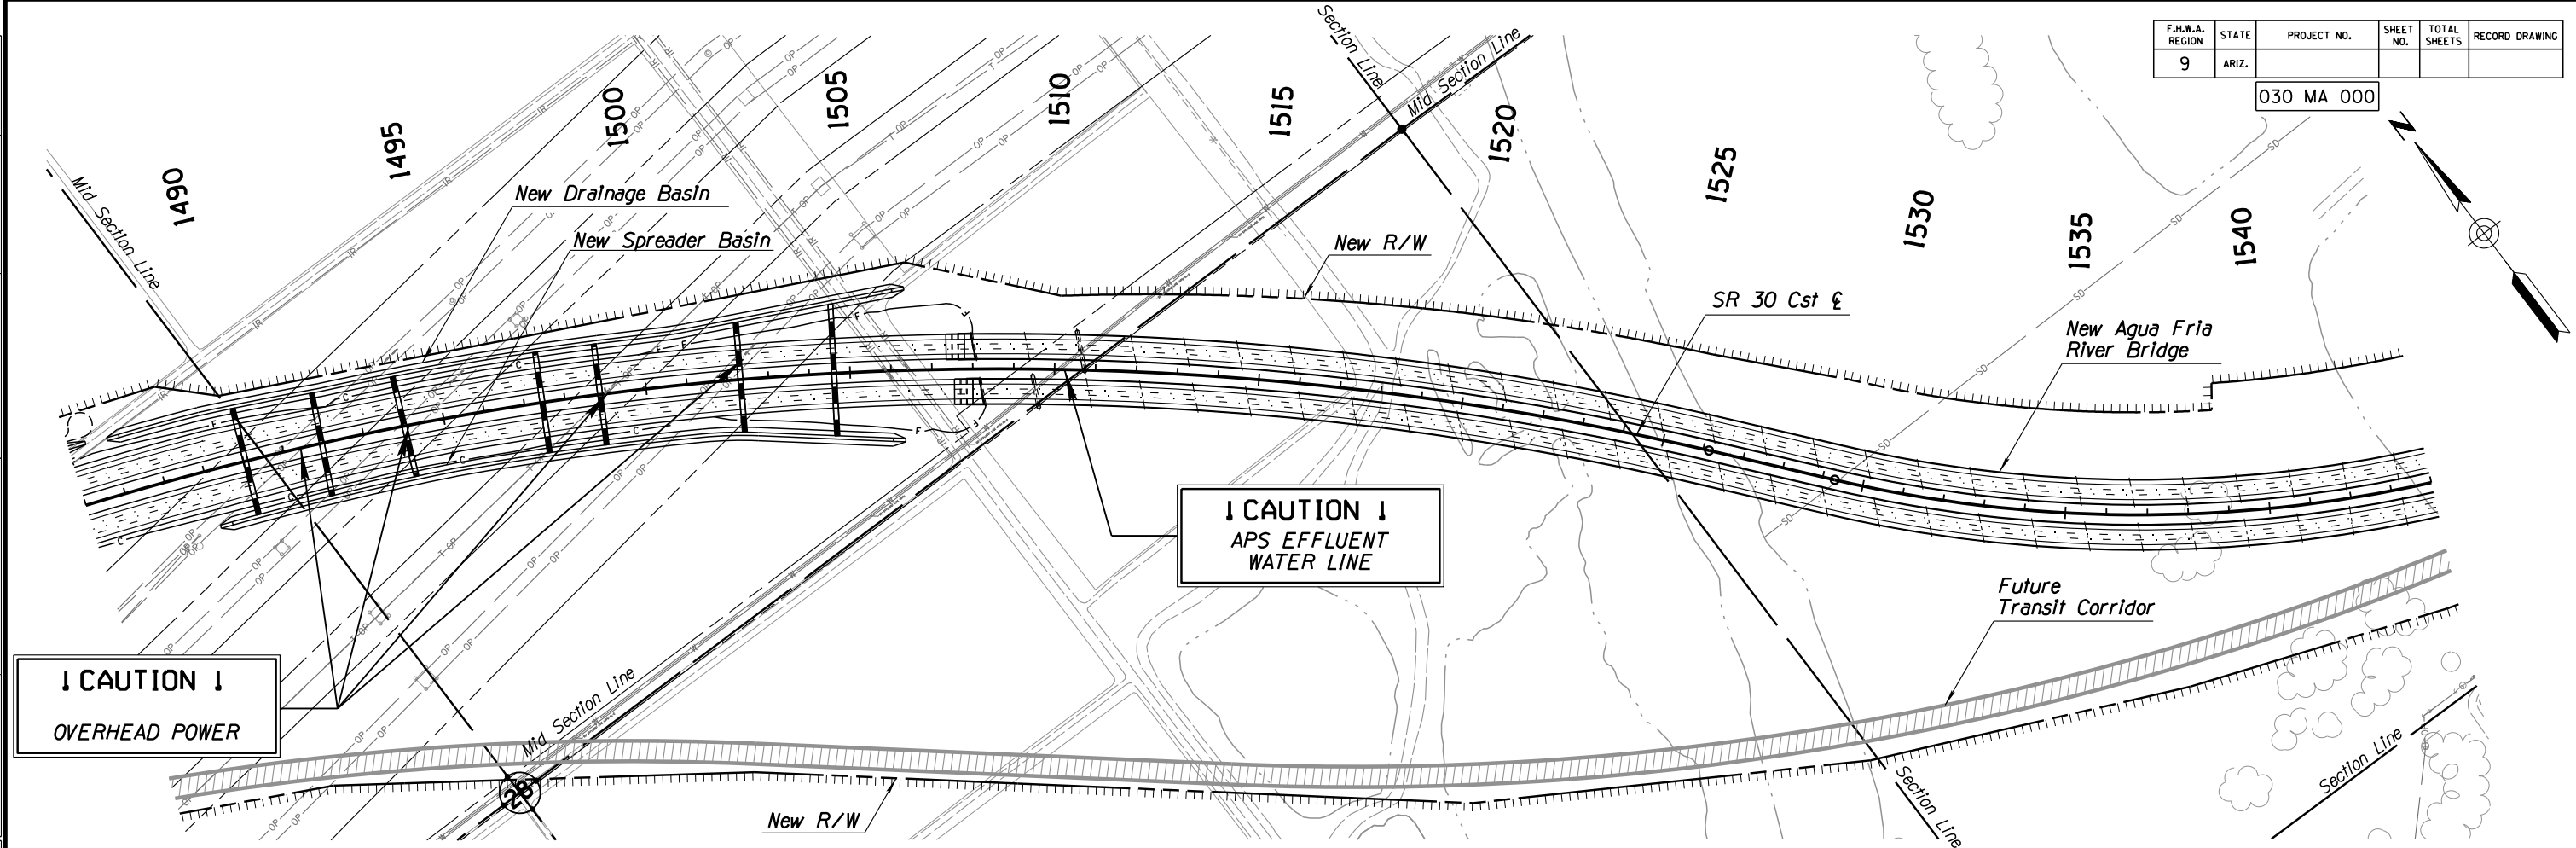 F.H.W.A. REGION STATE PROJECT NO. SHEET NO. TOTAL SHEETS RECORD DRAWING
9 ARIZ.
030 MA 000
N
1490
1495
1500
1505
1510
1515
1520
1525
1530
1535
1540
Section Line
Mid Section Line
Mid Section Line
New Drainage Basin
New Spreader Basin
New R/W
SR 30 Cst ℄
New Agua Fria
River Bridge
CAUTION
APS EFFLUENT
WATER LINE
Future
Transit Corridor
CAUTION
OVERHEAD POWER
Mid Section Line
28
New R/W
Section Line
Section Line